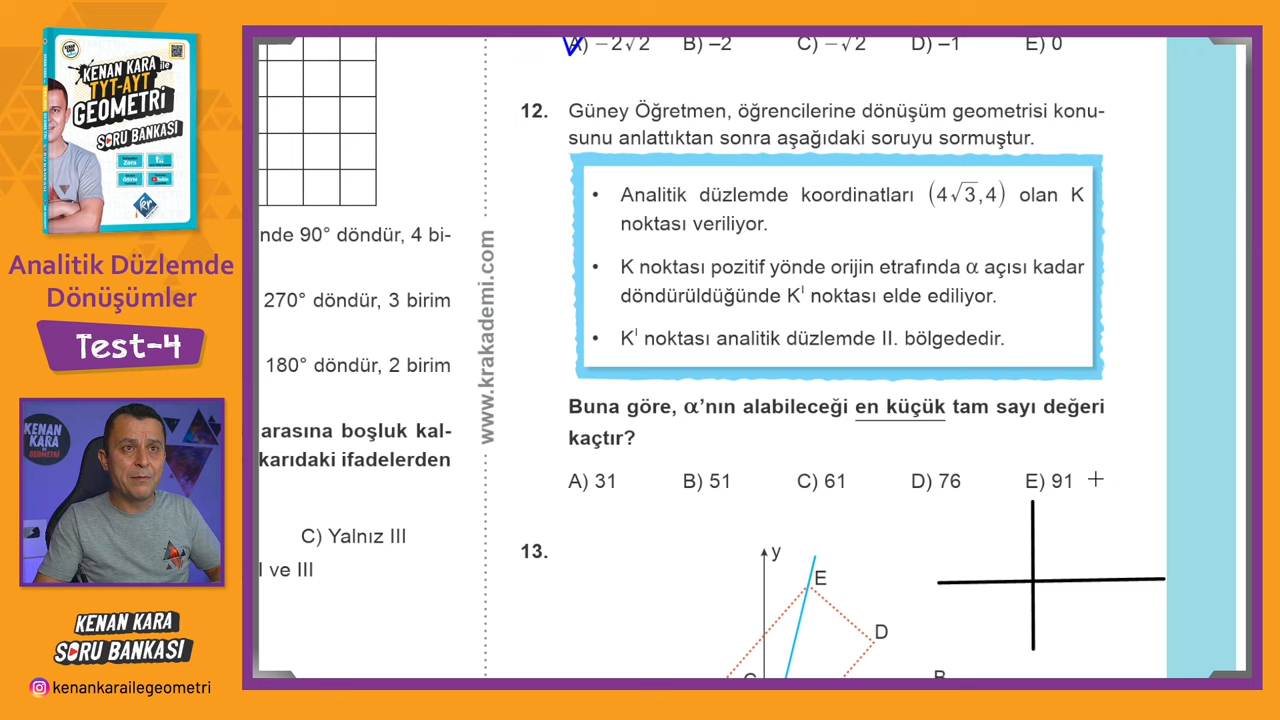 KENAN KARA ile
TYT-AYT
GEOMETRİ
SORU BANKASI
Analitik Düzlemde
Dönüşümler
Test-4
KENAN
KARA
GEOMETRİ
KENAN KARA
SORU BANKASI
kenankarailegeometri
nde 90° döndür, 4 bi-
270° döndür, 3 birim
180° döndür, 2 birim
arasına boşluk kal-
karıdaki ifadelerden
C) Yalnız III
I ve III
www.krakademi.com
A) −2√2 B) –2 C) −√2 D) –1 E) 0
12. Güney Öğretmen, öğrencilerine dönüşüm geometrisi konu-
sunu anlattıktan sonra aşağıdaki soruyu sormuştur.
• Analitik düzlemde koordinatları (4√3,4) olan K
noktası veriliyor.
• K noktası pozitif yönde orijin etrafında α açısı kadar
döndürüldüğünde Kˡ noktası elde ediliyor.
• Kˡ noktası analitik düzlemde II. bölgededir.
Buna göre, α’nın alabileceği en küçük tam sayı değeri
kaçtır?
A) 31 B) 51 C) 61 D) 76 E) 91
13.
y
E
D